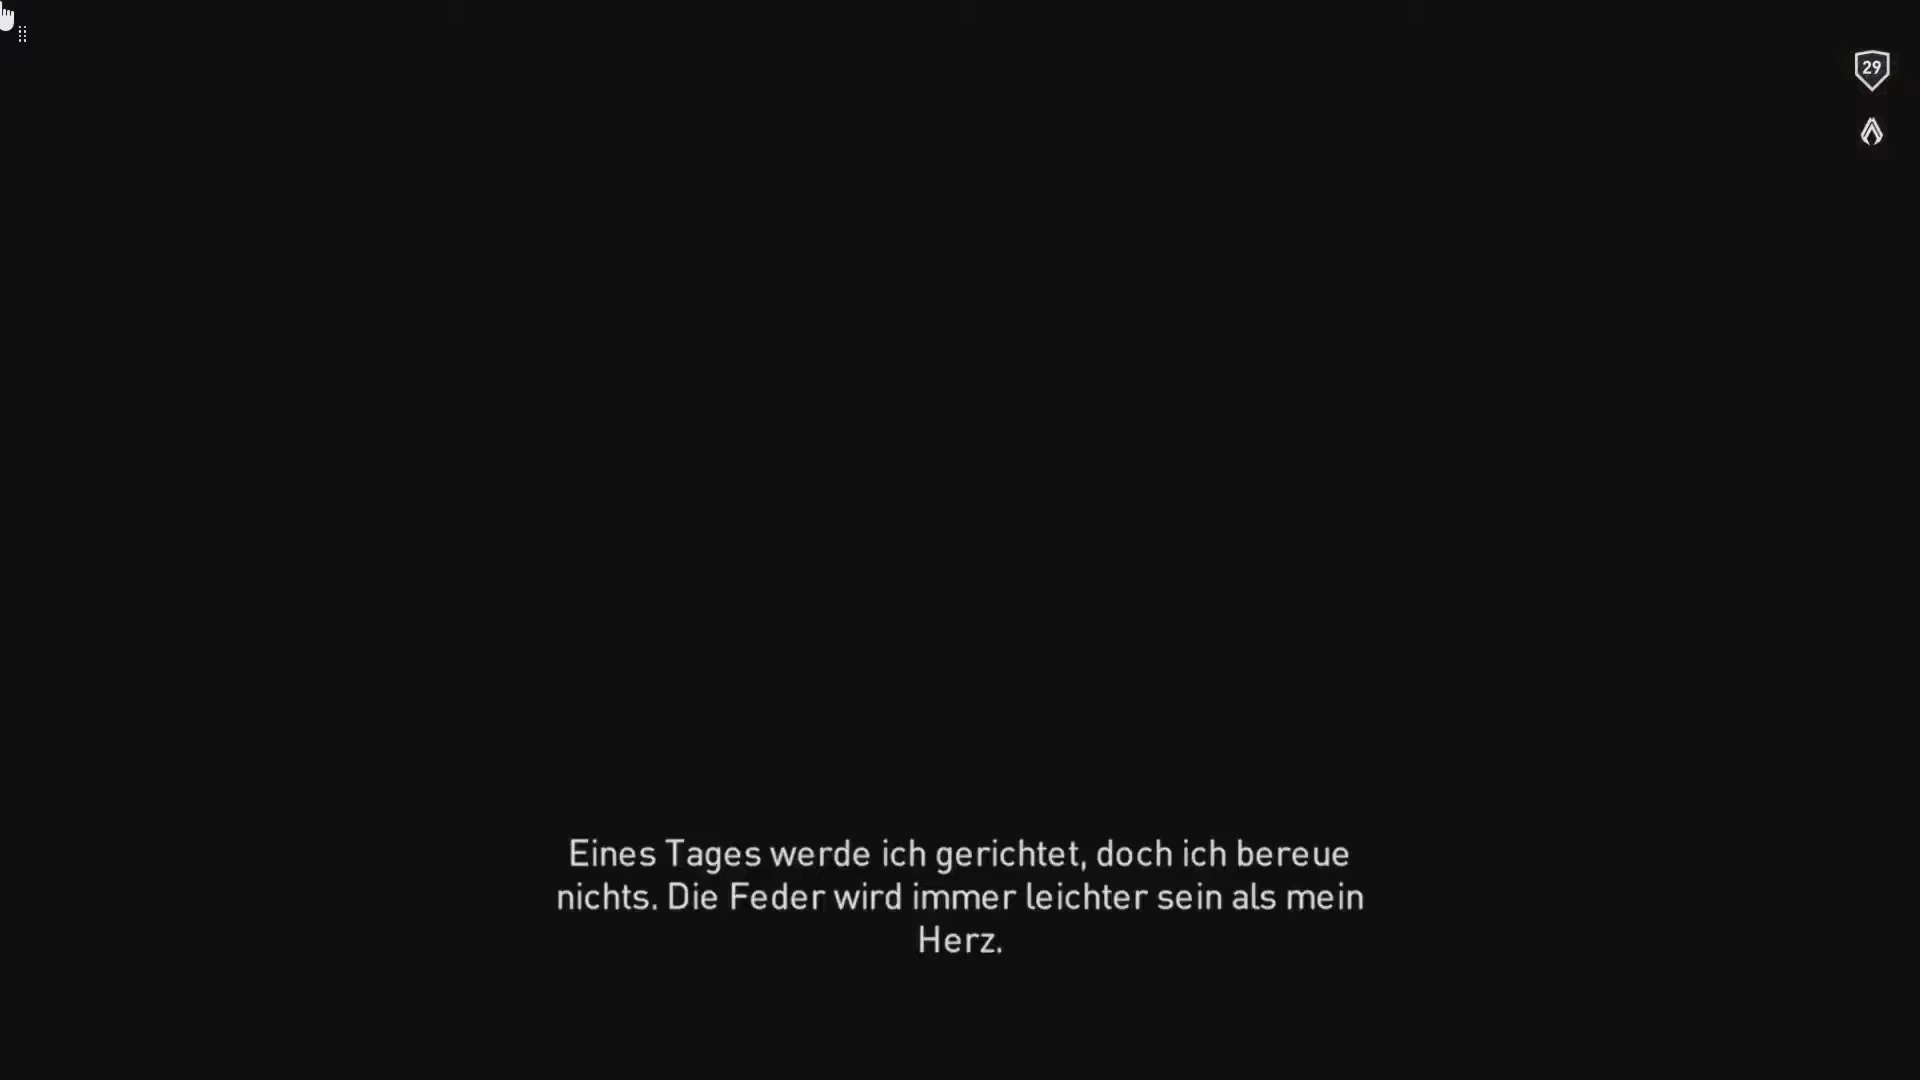 29
Eines Tages werde ich gerichtet, doch ich bereue
nichts. Die Feder wird immer leichter sein als mein
Herz.